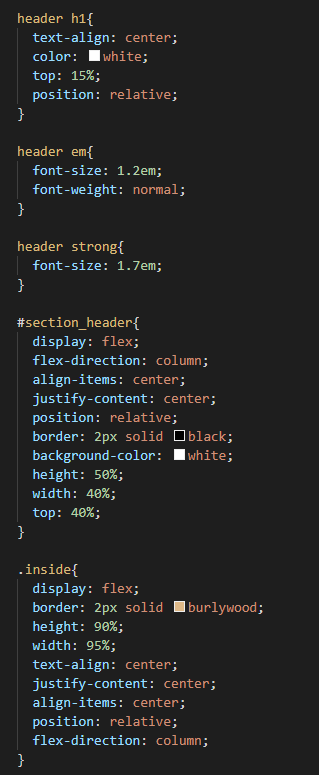 header h1{
text-align: center;
color: white;
top: 15%;
position: relative;
}
header em{
font-size: 1.2em;
font-weight: normal;
}
header strong{
font-size: 1.7em;
}
#section_header{
display: flex;
flex-direction: column;
align-items: center;
justify-content: center;
position: relative;
border: 2px solid black;
background-color: white;
height: 50%;
width: 40%;
top: 40%;
}
.inside{
display: flex;
border: 2px solid burlywood;
height: 90%;
width: 95%;
text-align: center;
justify-content: center;
align-items: center;
position: relative;
flex-direction: column;
}